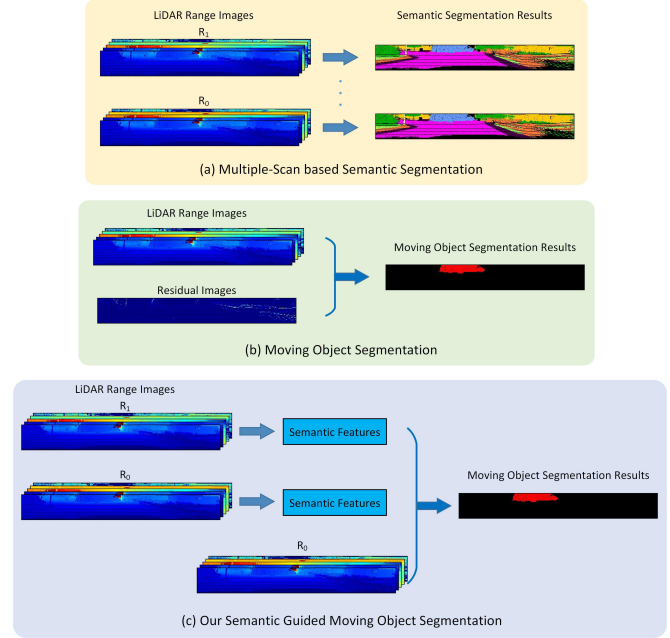 LiDAR Range Images
Semantic Segmentation Results
R1
R0
(a) Multiple-Scan based Semantic Segmentation
LiDAR Range Images
Moving Object Segmentation Results
Residual Images
(b) Moving Object Segmentation
LiDAR Range Images
R1
Semantic Features
R0
Moving Object Segmentation Results
Semantic Features
R0
(c) Our Semantic Guided Moving Object Segmentation